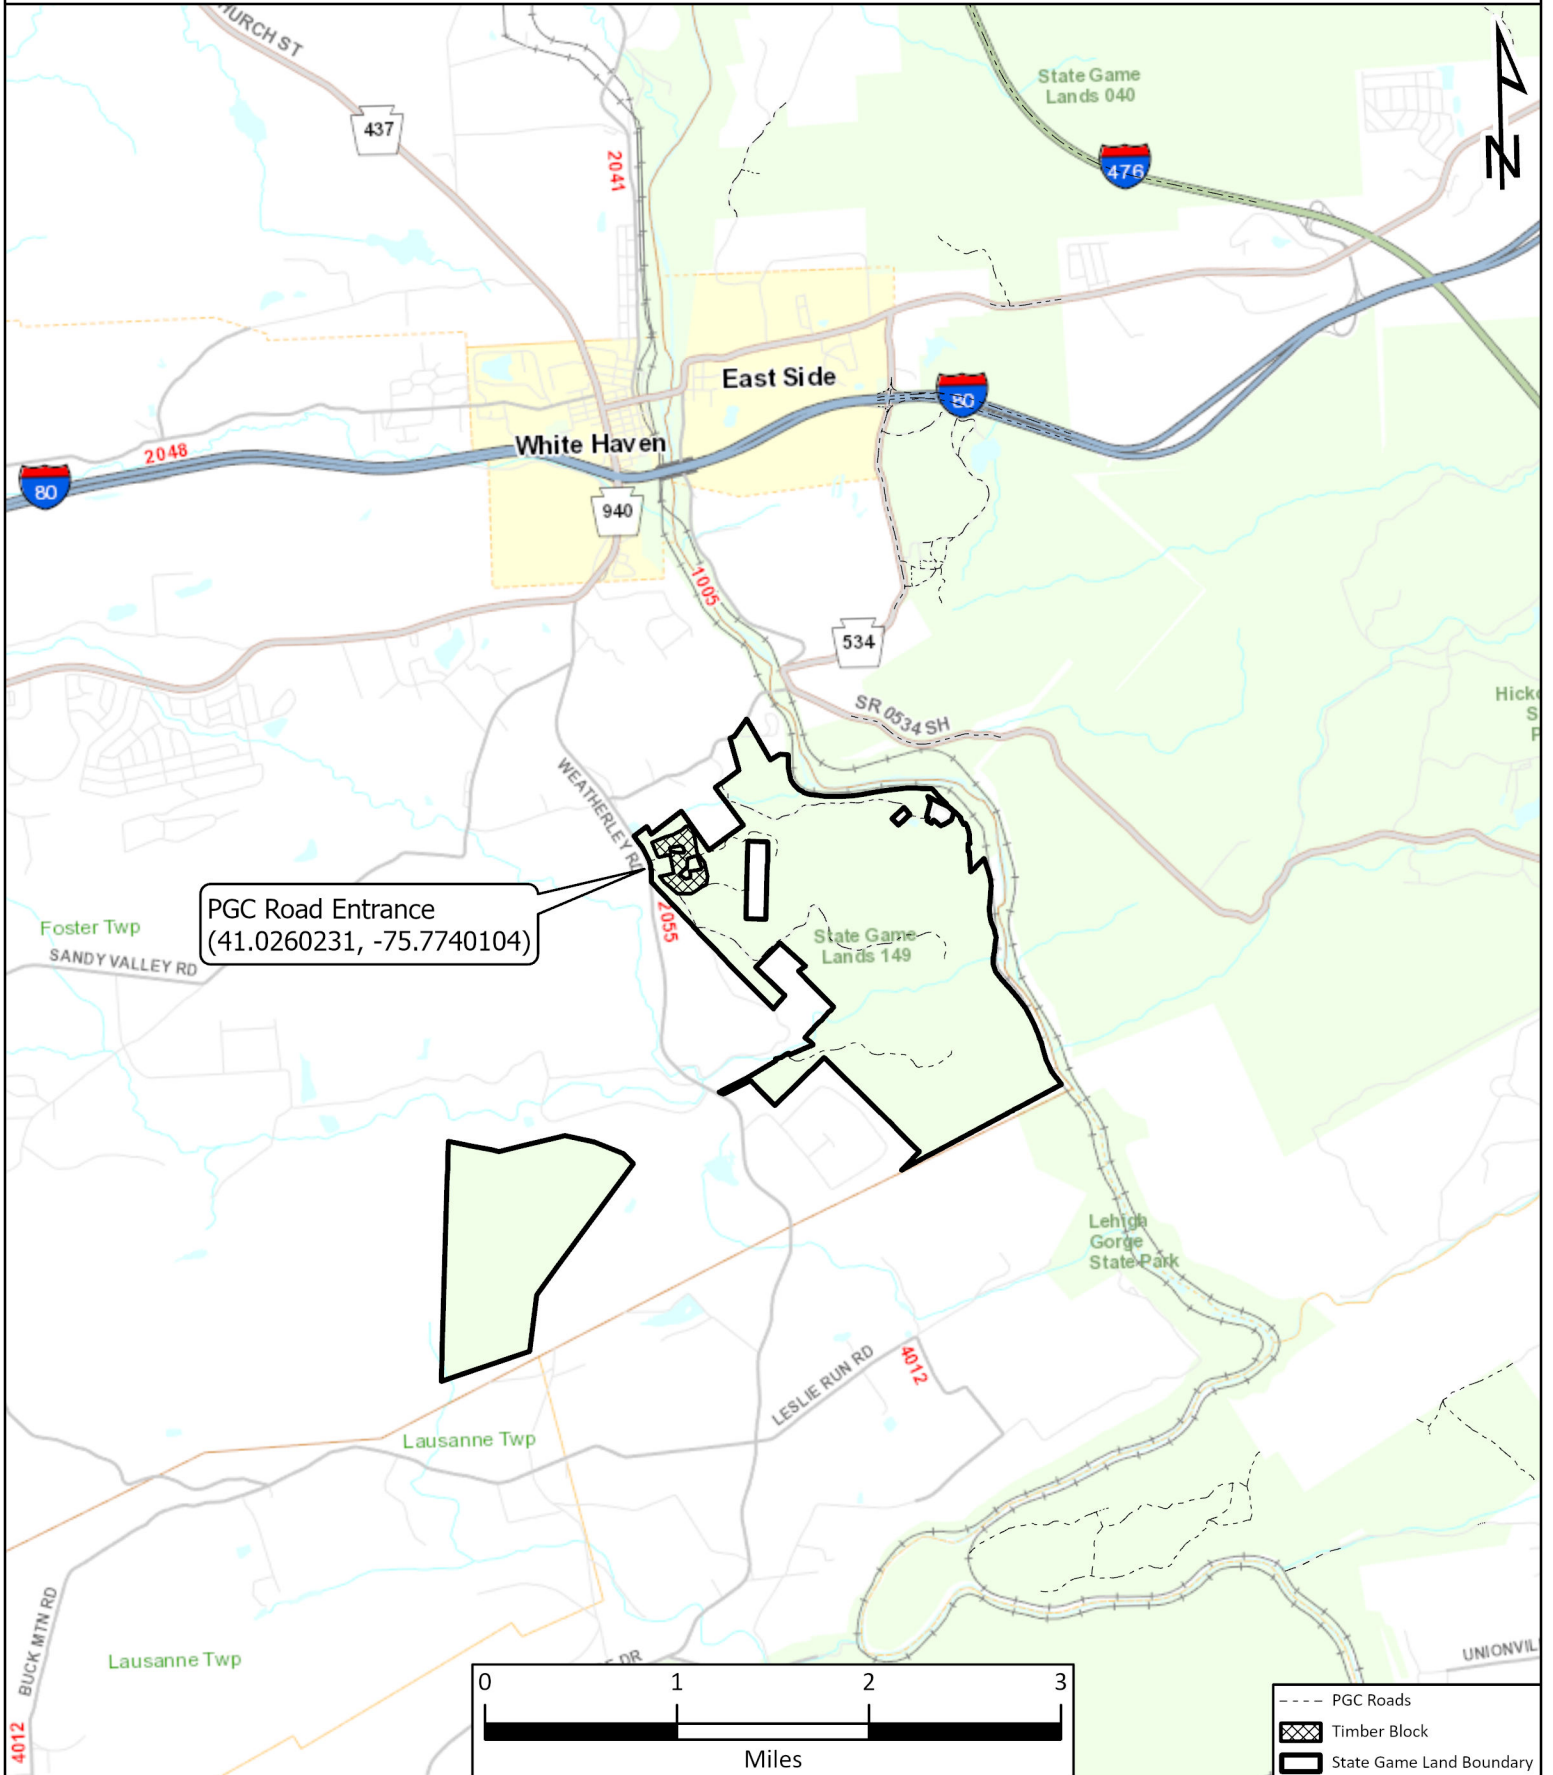 HURCH ST
State Game
Lands 040
437
2041
476
N
East Side
80
White Haven
2048
80
940
1005
534
SR 0534 SH
WEATHERLEY RD
PGC Road Entrance
(41.0260231, -75.7740104)
2055
Foster Twp
SANDY VALLEY RD
State Game
Lands 149
Lehigh
Gorge
State Park
LESLIE RUN RD
4012
Lausanne Twp
BUCK MTN RD
Lausanne Twp
DR
UNIONVIL
4012
0 1 2 3
Miles
PGC Roads
Timber Block
State Game Land Boundary